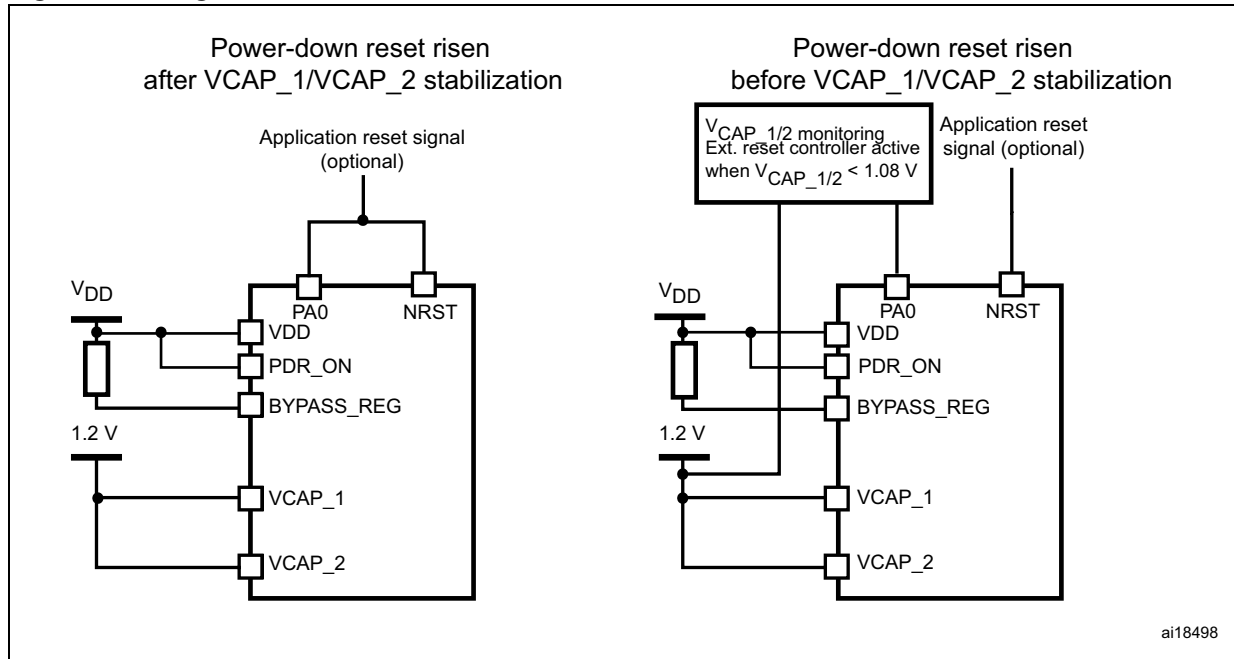 Power-down reset risen
after VCAP_1/VCAP_2 stabilization
Application reset signal
(optional)
VDD
PA0
NRST
VDD
PDR_ON
BYPASS_REG
1.2 V
VCAP_1
VCAP_2
Power-down reset risen
before VCAP_1/VCAP_2 stabilization
VCAP_1/2 monitoring
Ext. reset controller active
when VCAP_1/2 < 1.08 V
Application reset
signal (optional)
VDD
PA0
NRST
VDD
PDR_ON
BYPASS_REG
1.2 V
VCAP_1
VCAP_2
ai18498